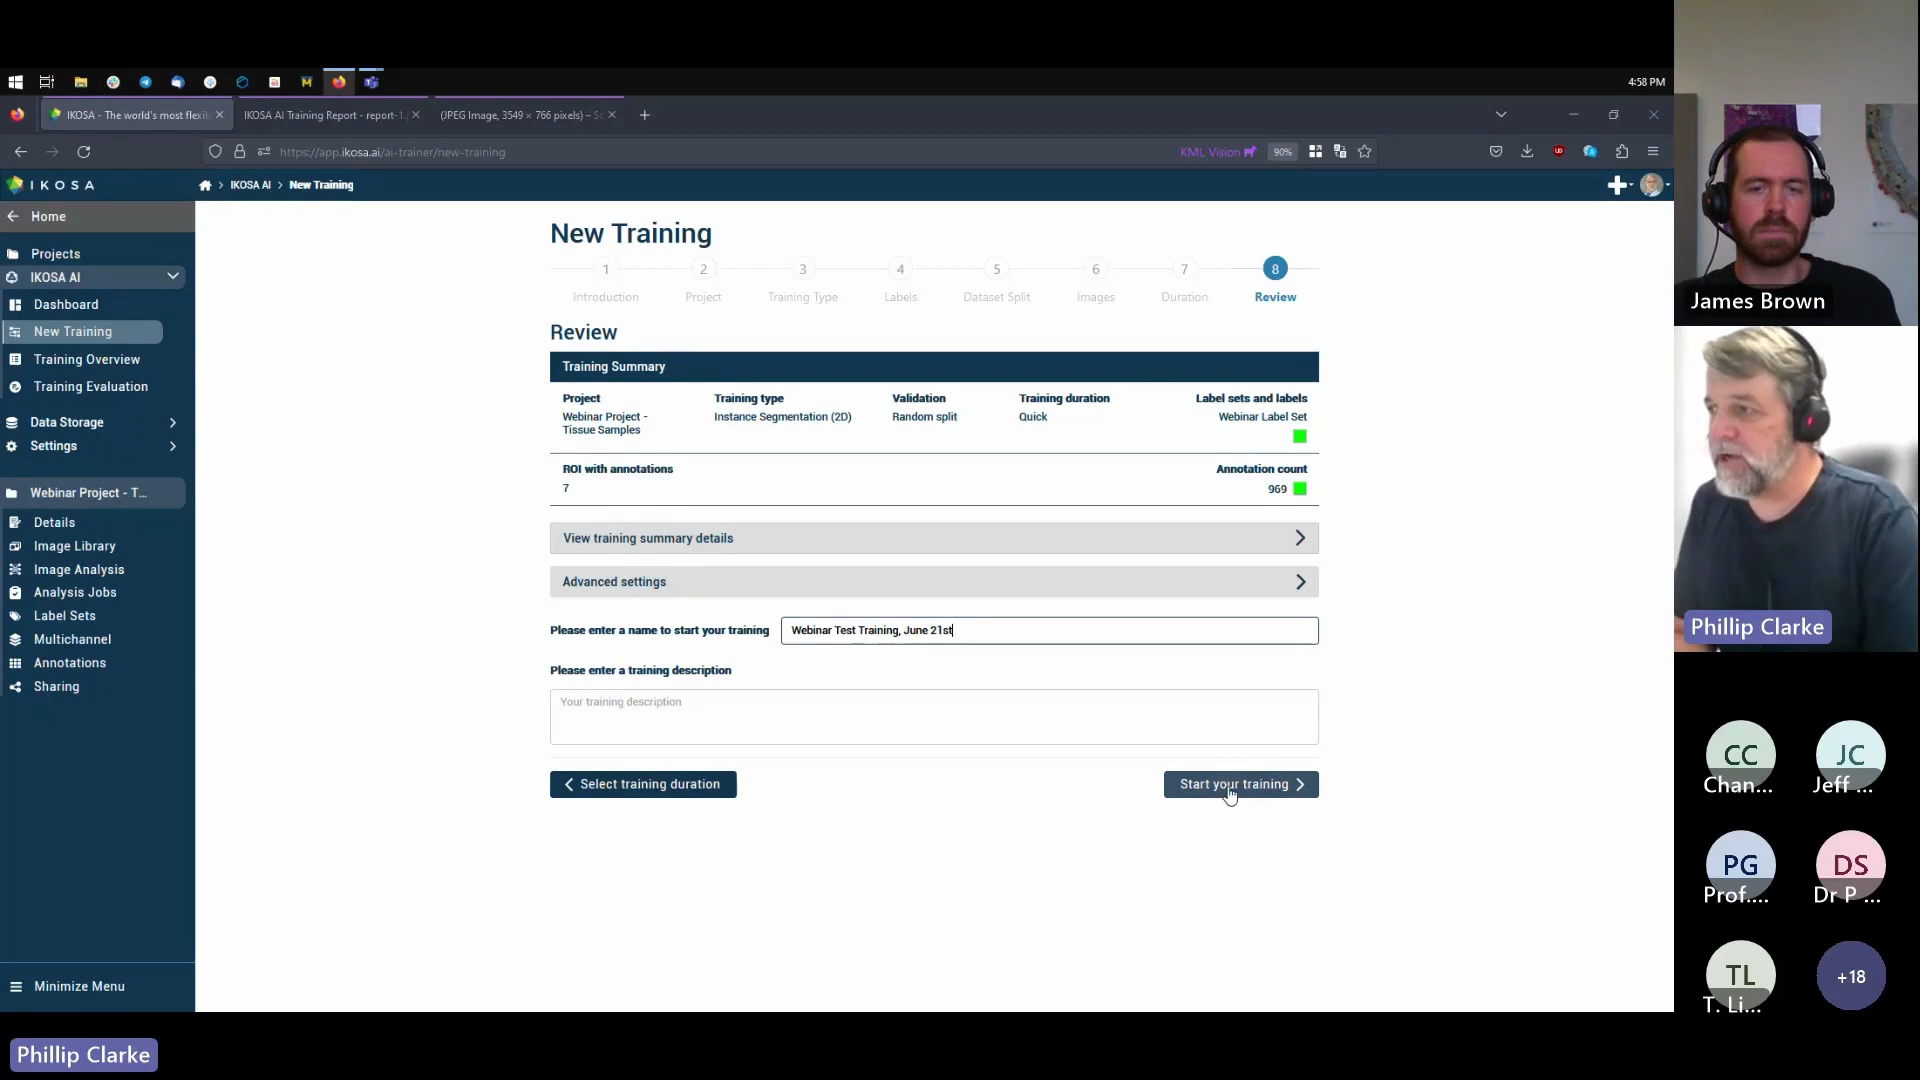 4:58 PM
IKOSA - The world's most flexi
IKOSA AI Training Report - report-1
(JPEG Image, 3549 × 766 pixels) – Sc
https://app.ikosa.ai/ai-trainer/new-training
KML Vision
90%
IKOSA
IKOSA AI > New Training
Home
Projects
IKOSA AI
Dashboard
New Training
Training Overview
Training Evaluation
Data Storage
Settings
Webinar Project - T...
Details
Image Library
Image Analysis
Analysis Jobs
Label Sets
Multichannel
Annotations
Sharing
Minimize Menu
New Training
1 2 3 4 5 6 7 8
Introduction Project Training Type Labels Dataset Split Images Duration Review
Review
Training Summary
Project Training type Validation Training duration Label sets and labels
Webinar Project - Instance Segmentation (2D) Random split Quick Webinar Label Set
Tissue Samples
ROI with annotations Annotation count
7 969
View training summary details
Advanced settings
Please enter a name to start your training Webinar Test Training, June 21st
Please enter a training description
Your training description
Select training duration Start your training
James Brown
Phillip Clarke
CC JC
Chan... Jeff ...
PG DS
Prof.... Dr P ...
TL +18
T. Li...
Phillip Clarke